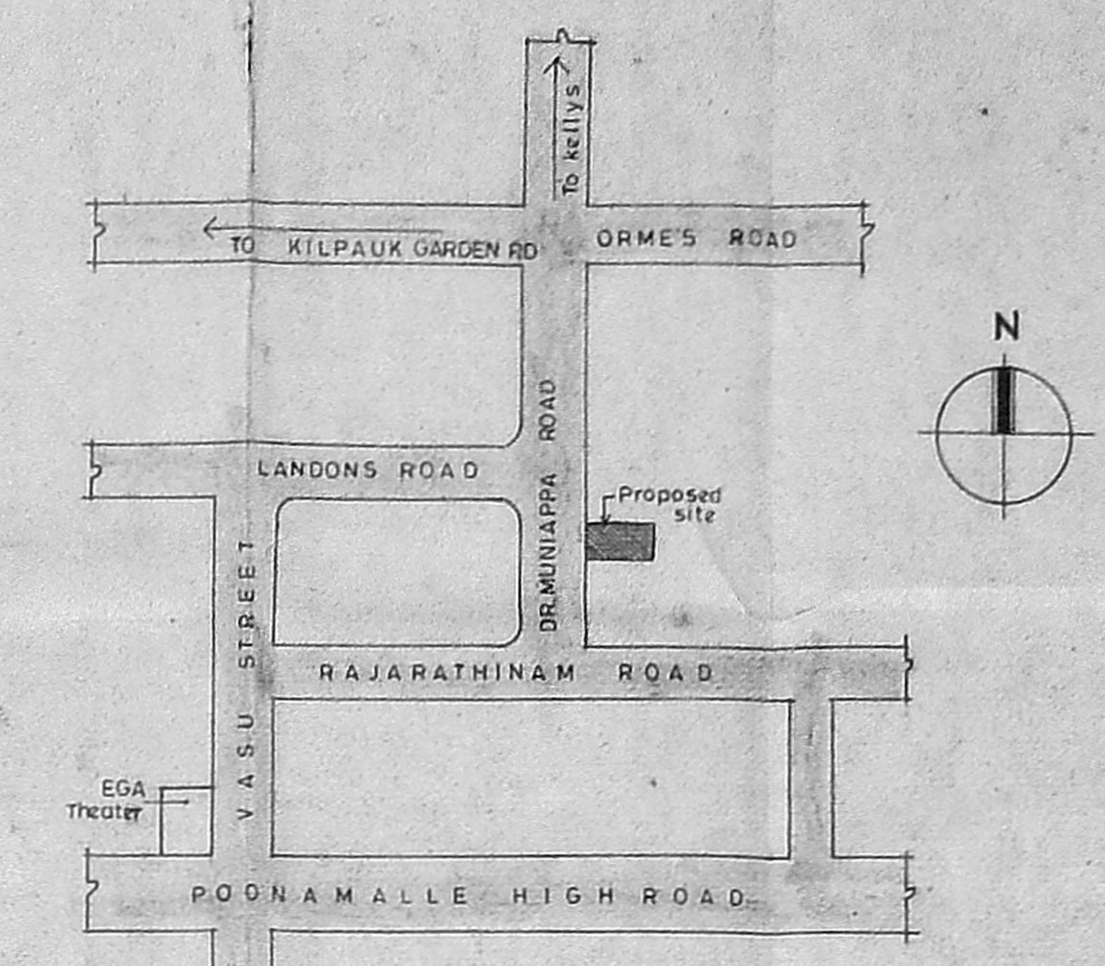 To kellys
TO KILPAUK GARDEN RD
ORME'S ROAD
N
LANDONS ROAD
DR.MUNIAPPA ROAD
Proposed
site
VASU STREET
RAJARATHINAM ROAD
EGA
Theater
POONAMALLE HIGH ROAD